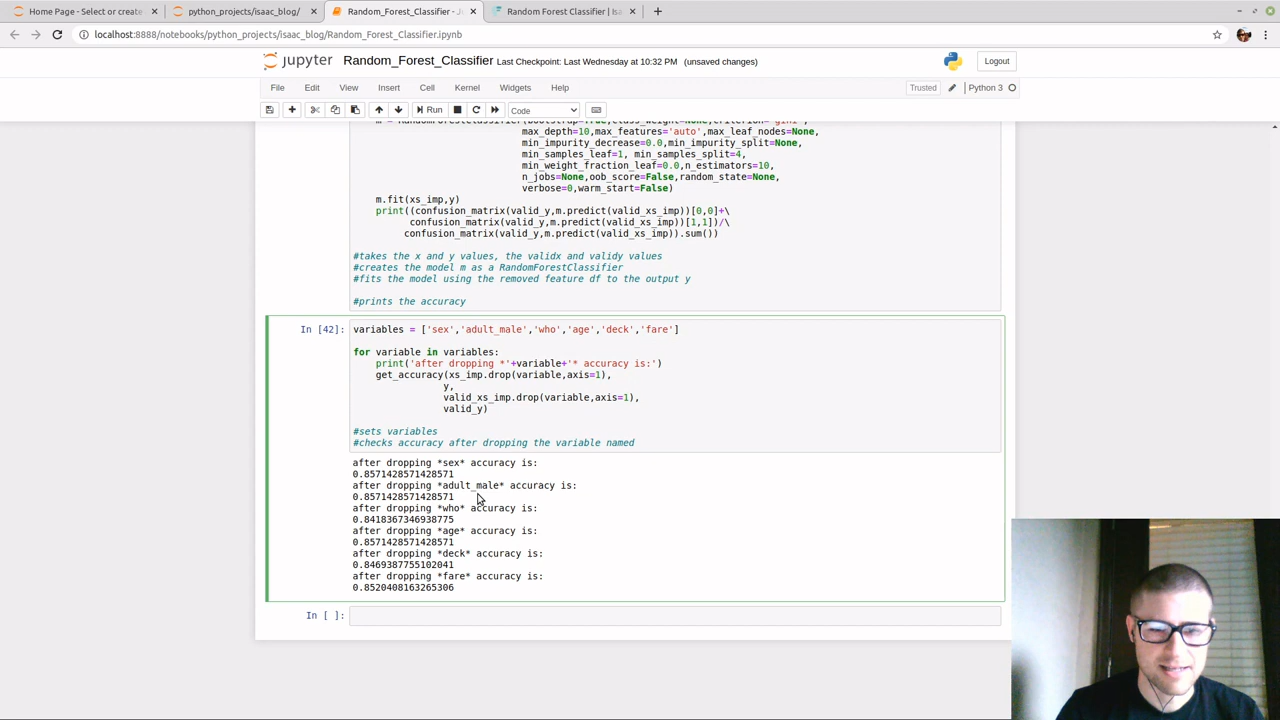 Home Page - Select or create
python_projects/isaac_blog/
Random_Forest_Classifier - J
Random Forest Classifier | Isa
localhost:8888/notebooks/python_projects/isaac_blog/Random_Forest_Classifier.ipynb
jupyter Random_Forest_Classifier Last Checkpoint: Last Wednesday at 10:32 PM (unsaved changes)
Logout
File Edit View Insert Cell Kernel Widgets Help
Trusted
Python 3
Run
Code
max_depth=10,max_features='auto',max_leaf_nodes=None,
min_impurity_decrease=0.0,min_impurity_split=None,
min_samples_leaf=1, min_samples_split=4,
min_weight_fraction_leaf=0.0,n_estimators=10,
n_jobs=None,oob_score=False,random_state=None,
verbose=0,warm_start=False)
m.fit(xs_imp,y)
print((confusion_matrix(valid_y,m.predict(valid_xs_imp))[0,0]+\
confusion_matrix(valid_y,m.predict(valid_xs_imp))[1,1])/\
confusion_matrix(valid_y,m.predict(valid_xs_imp)).sum())
#takes the x and y values, the validx and validy values
#creates the model m as a RandomForestClassifier
#fits the model using the removed feature df to the output y
#prints the accuracy
In [42]:
variables = ['sex','adult_male','who','age','deck','fare']
for variable in variables:
print('after dropping *'+variable+'* accuracy is:')
get_accuracy(xs_imp.drop(variable,axis=1),
y,
valid_xs_imp.drop(variable,axis=1),
valid_y)
#sets variables
#checks accuracy after dropping the variable named
after dropping *sex* accuracy is:
0.8571428571428571
after dropping *adult_male* accuracy is:
0.8571428571428571
after dropping *who* accuracy is:
0.8418367346938775
after dropping *age* accuracy is:
0.8571428571428571
after dropping *deck* accuracy is:
0.8469387755102041
after dropping *fare* accuracy is:
0.8520408163265306
In [ ]: